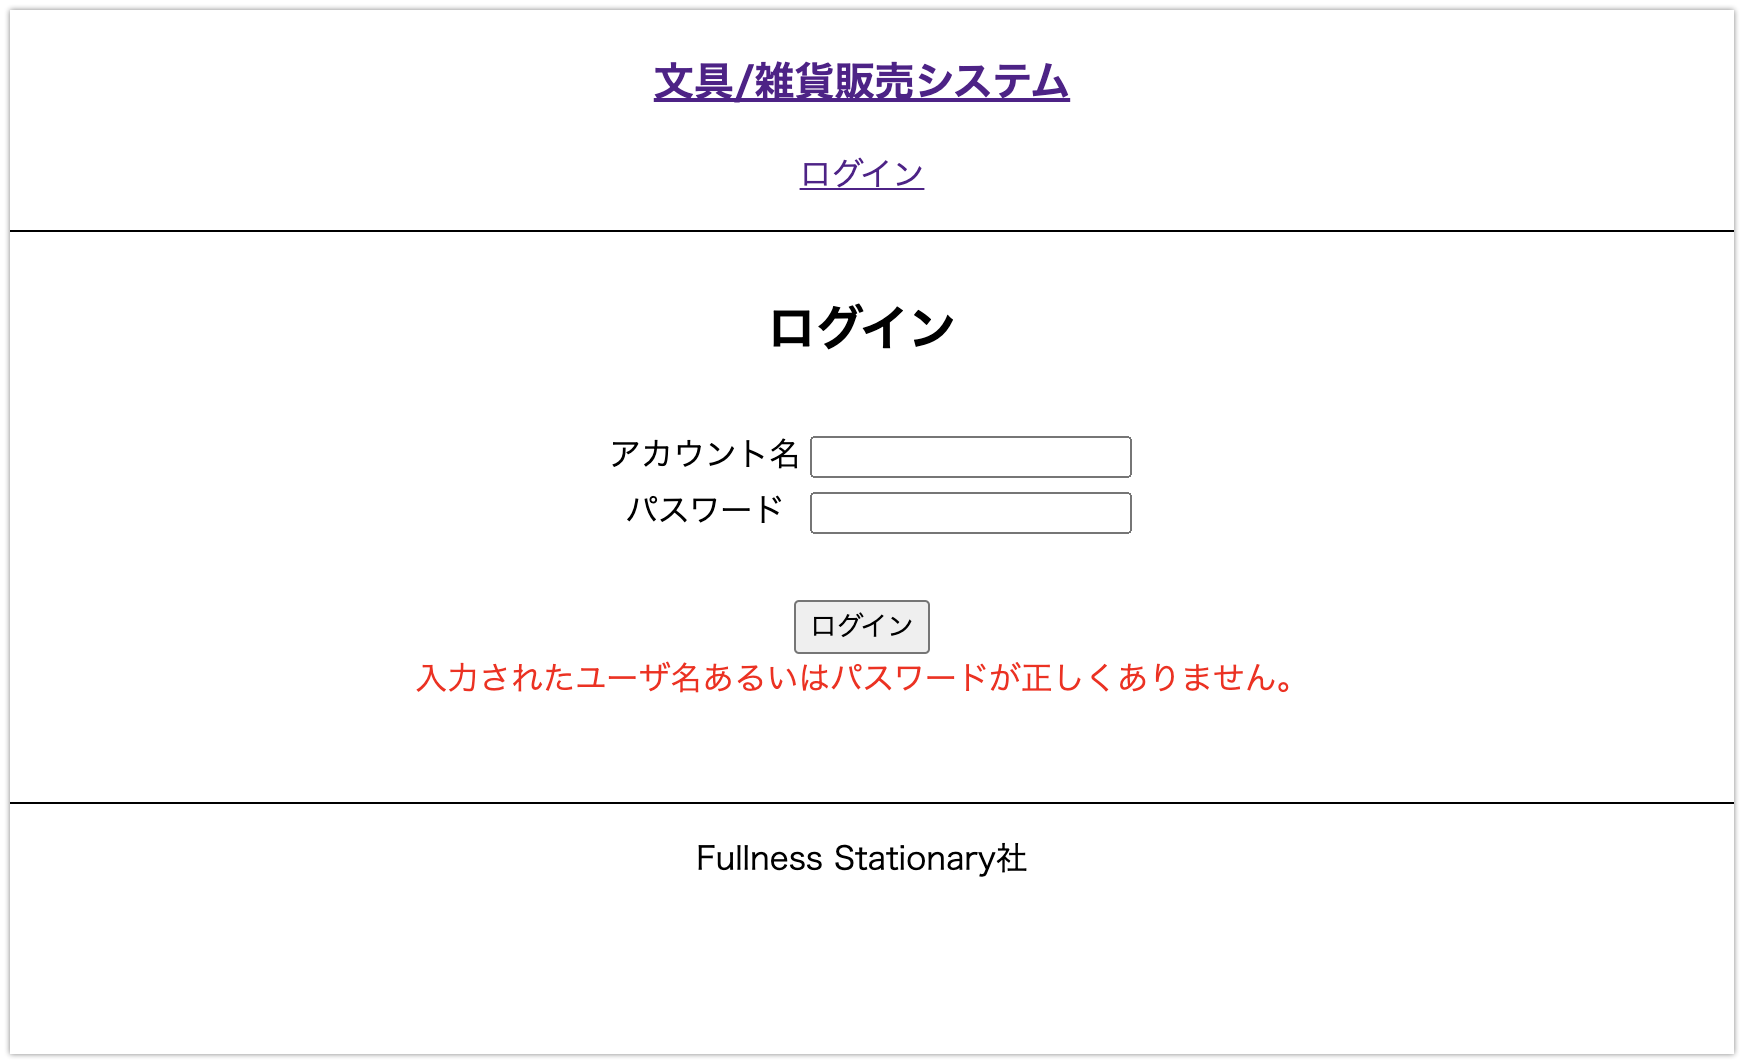 文具/雑貨販売システム
ログイン
ログイン
アカウント名
パスワード
ログイン
入力されたユーザ名あるいはパスワードが正しくありません。
Fullness Stationary社